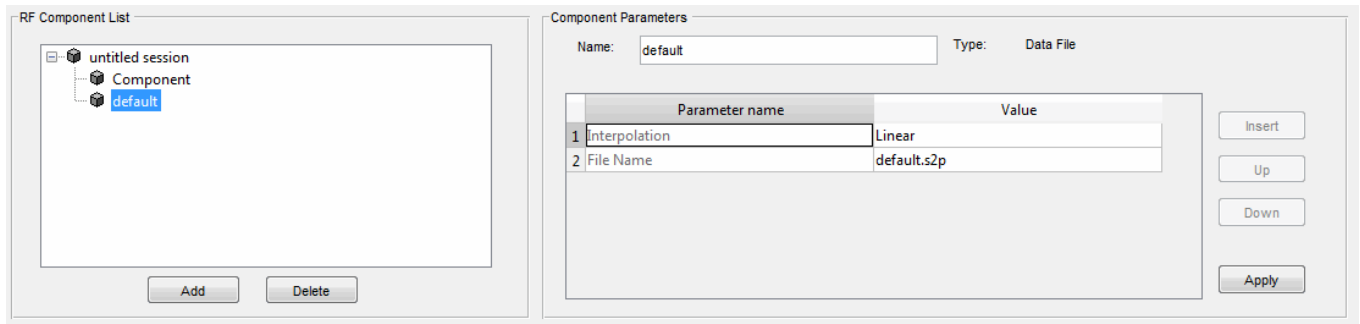 RF Component List
untitled session
Component
default
Add Delete
Component Parameters
Name: default Type: Data File
Parameter name Value
1 Interpolation Linear
2 File Name default.s2p
Insert
Up
Down
Apply